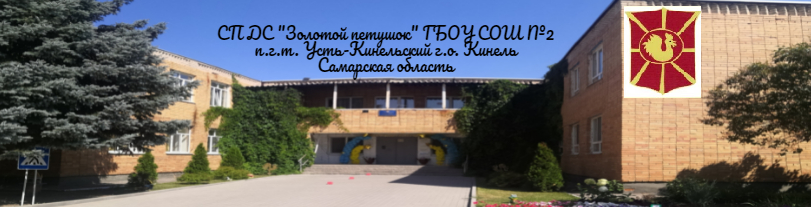 СП ДС "Золотой петушок" ГБОУ СОШ №2
п.г.т. Усть-Кинельский г.о. Кинель
Самарская область